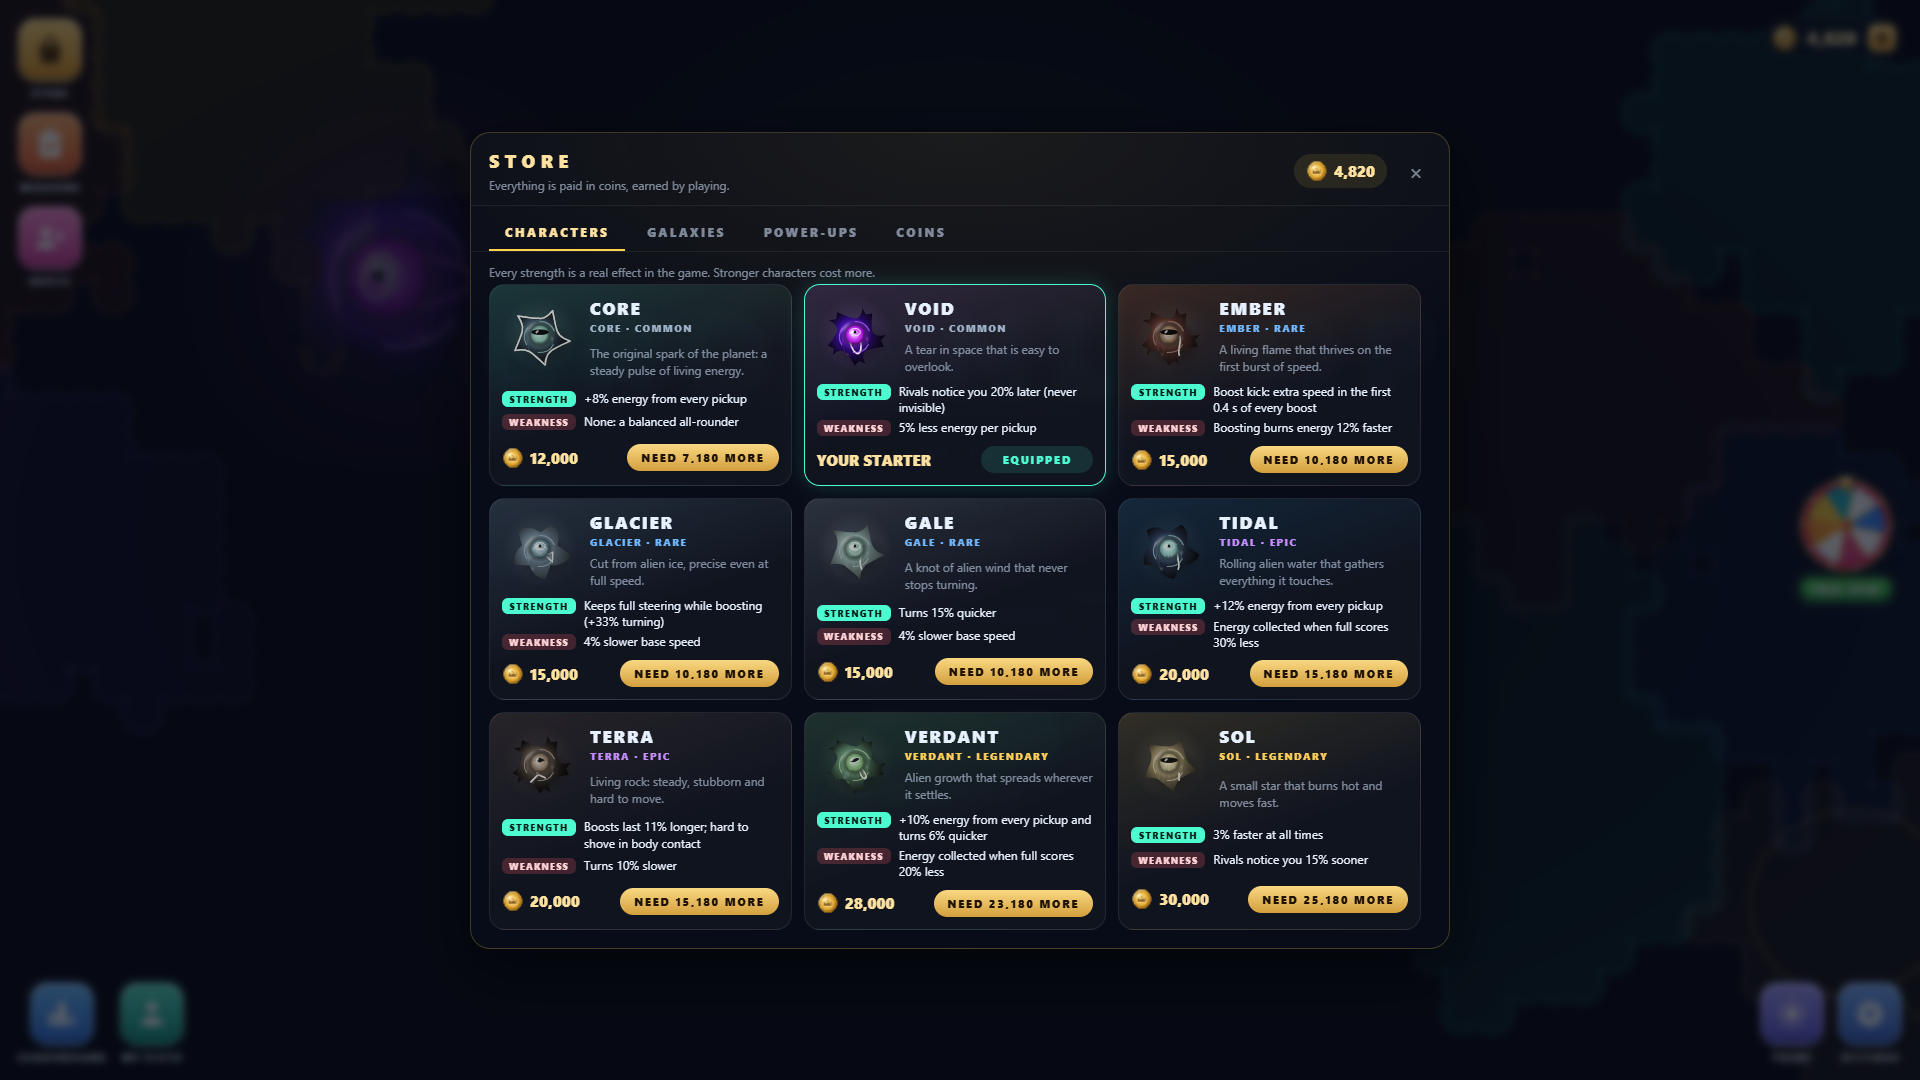 STORE
Everything is paid in coins, earned by playing.
4,820
CHARACTERS
GALAXIES
POWER-UPS
COINS
Every strength is a real effect in the game. Stronger characters cost more.
CORE
CORE · COMMON
The original spark of the planet: a
steady pulse of living energy.
STRENGTH +8% energy from every pickup
WEAKNESS None: a balanced all-rounder
12,000
NEED 7,180 MORE
VOID
VOID · COMMON
A tear in space that is easy to
overlook.
STRENGTH Rivals notice you 20% later (never
invisible)
WEAKNESS 5% less energy per pickup
YOUR STARTER
EQUIPPED
EMBER
EMBER · RARE
A living flame that thrives on the
first burst of speed.
STRENGTH Boost kick: extra speed in the first
0.4 s of every boost
WEAKNESS Boosting burns energy 12% faster
15,000
NEED 10,180 MORE
GLACIER
GLACIER · RARE
Cut from alien ice, precise even at
full speed.
STRENGTH Keeps full steering while boosting
(+33% turning)
WEAKNESS 4% slower base speed
15,000
NEED 10,180 MORE
GALE
GALE · RARE
A knot of alien wind that never
stops turning.
STRENGTH Turns 15% quicker
WEAKNESS 4% slower base speed
15,000
NEED 10,180 MORE
TIDAL
TIDAL · EPIC
Rolling alien water that gathers
everything it touches.
STRENGTH +12% energy from every pickup
WEAKNESS Energy collected when full scores
30% less
20,000
NEED 15,180 MORE
TERRA
TERRA · EPIC
Living rock: steady, stubborn and
hard to move.
STRENGTH Boosts last 11% longer; hard to
shove in body contact
WEAKNESS Turns 10% slower
20,000
NEED 15,180 MORE
VERDANT
VERDANT · LEGENDARY
Alien growth that spreads wherever
it settles.
STRENGTH +10% energy from every pickup and
turns 6% quicker
WEAKNESS Energy collected when full scores
20% less
28,000
NEED 23,180 MORE
SOL
SOL · LEGENDARY
A small star that burns hot and
moves fast.
STRENGTH 3% faster at all times
WEAKNESS Rivals notice you 15% sooner
30,000
NEED 25,180 MORE